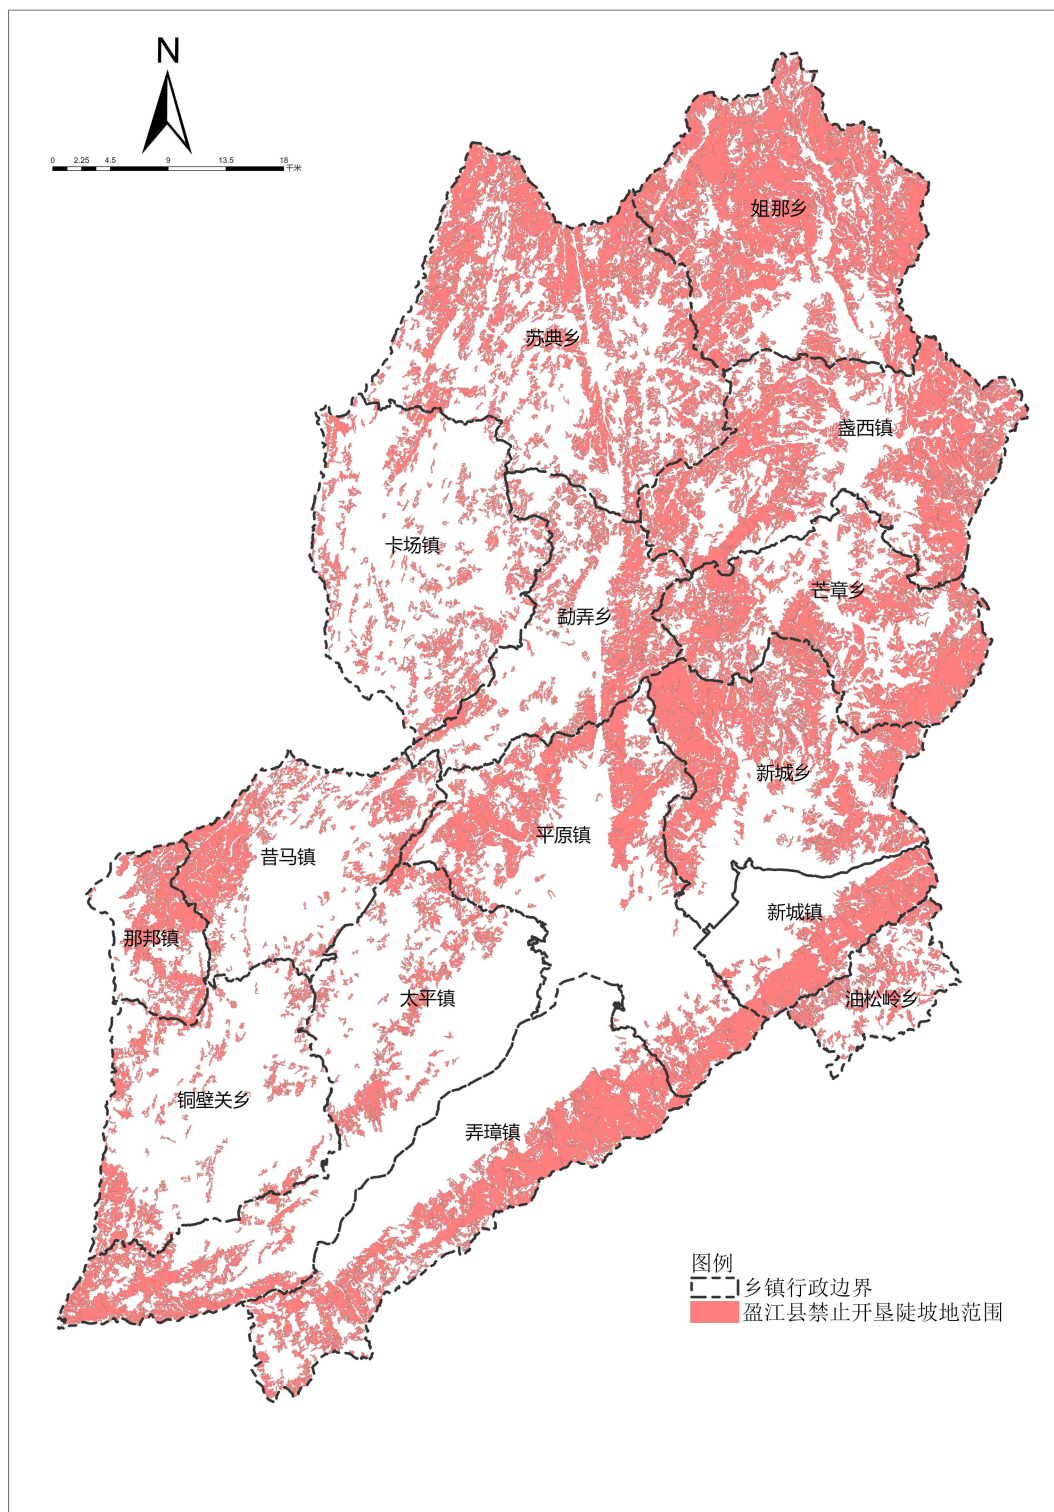 N
0 2.25 4.5 9 13.5 18
千米
姐那乡
苏典乡
盏西镇
卡场镇
芒章乡
勐弄乡
新城乡
平原镇
昔马镇
新城镇
那邦镇
太平镇
油松岭乡
铜壁关乡
弄璋镇
图例
乡镇行政边界
盈江县禁止开垦陡坡地范围